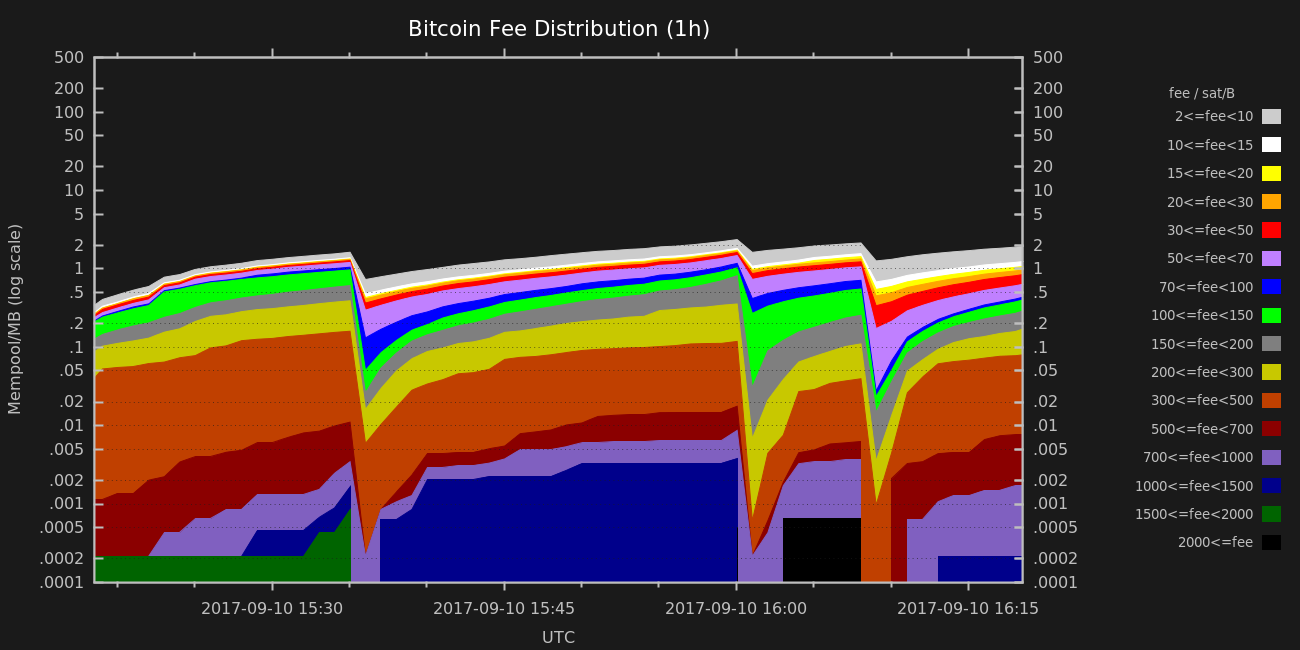 Bitcoin Fee Distribution (1h)
500
200
100
50
20
10
5
2
1
.5
.2
.1
.05
.02
.01
.005
.002
.001
.0005
.0002
.0001
Mempool/MB (log scale)
500
200
100
50
20
10
5
2
1
.5
.2
.1
.05
.02
.01
.005
.002
.001
.0005
.0002
.0001
2017-09-10 15:30
2017-09-10 15:45
2017-09-10 16:00
2017-09-10 16:15
UTC
fee / sat/B
2<=fee<10
10<=fee<15
15<=fee<20
20<=fee<30
30<=fee<50
50<=fee<70
70<=fee<100
100<=fee<150
150<=fee<200
200<=fee<300
300<=fee<500
500<=fee<700
700<=fee<1000
1000<=fee<1500
1500<=fee<2000
2000<=fee